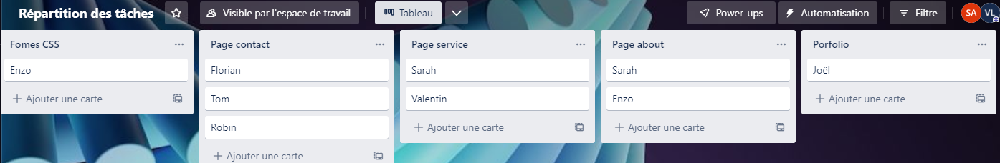 Répartition des tâches
Visible par l'espace de travail
Tableau
Power-ups
Automatisation
Filtre
SA
VL
Fomes CSS
Enzo
Ajouter une carte
Page contact
Florian
Tom
Robin
Ajouter une carte
Page service
Sarah
Valentin
Ajouter une carte
Page about
Sarah
Enzo
Ajouter une carte
Porfolio
Joël
Ajouter une carte